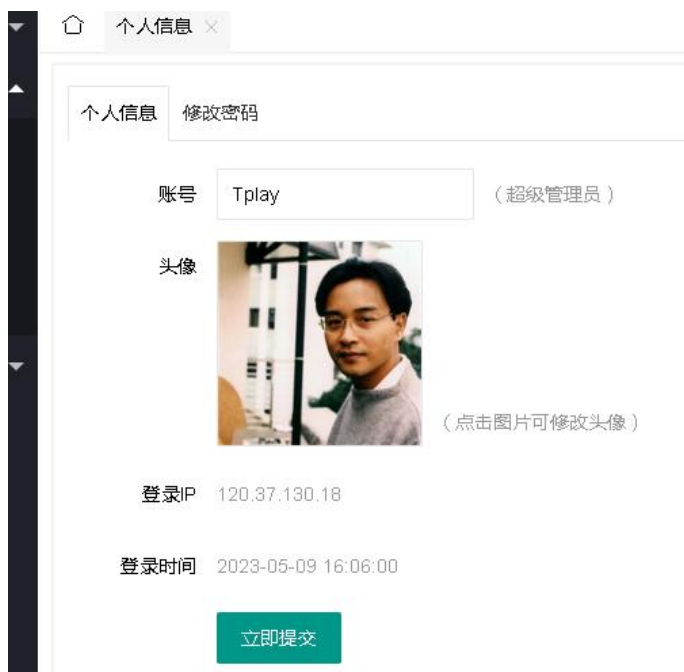 个人信息
个人信息 修改密码
账号 Tplay （超级管理员）
头像
（点击图片可修改头像）
登录IP 120.37.130.18
登录时间 2023-05-09 16:06:00
立即提交